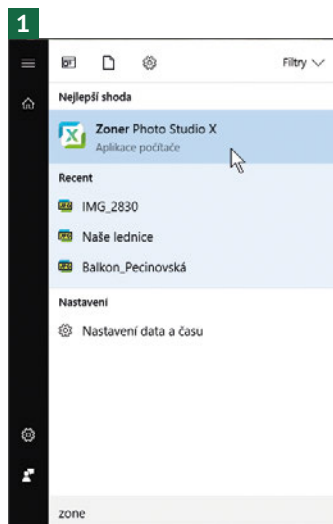 1
Filtry
Nejlepší shoda
Zoner Photo Studio X
Aplikace počítače
Recent
IMG_2830
Naše lednice
Balkon_Pecinovská
Nastavení
Nastavení data a času
zone